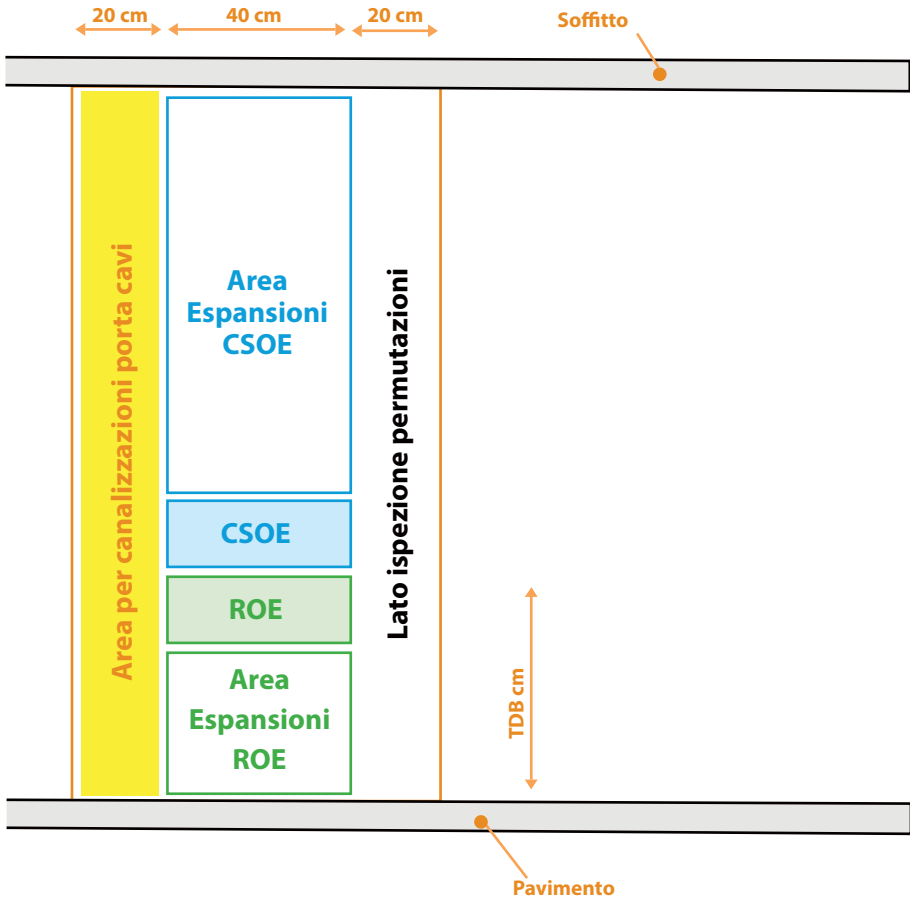 20 cm
40 cm
20 cm
Soffitto
Area per canalizzazioni porta cavi
Area
Espansioni
CSOE
Lato ispezione permutazioni
CSOE
ROE
Area
Espansioni
ROE
TDB cm
Pavimento